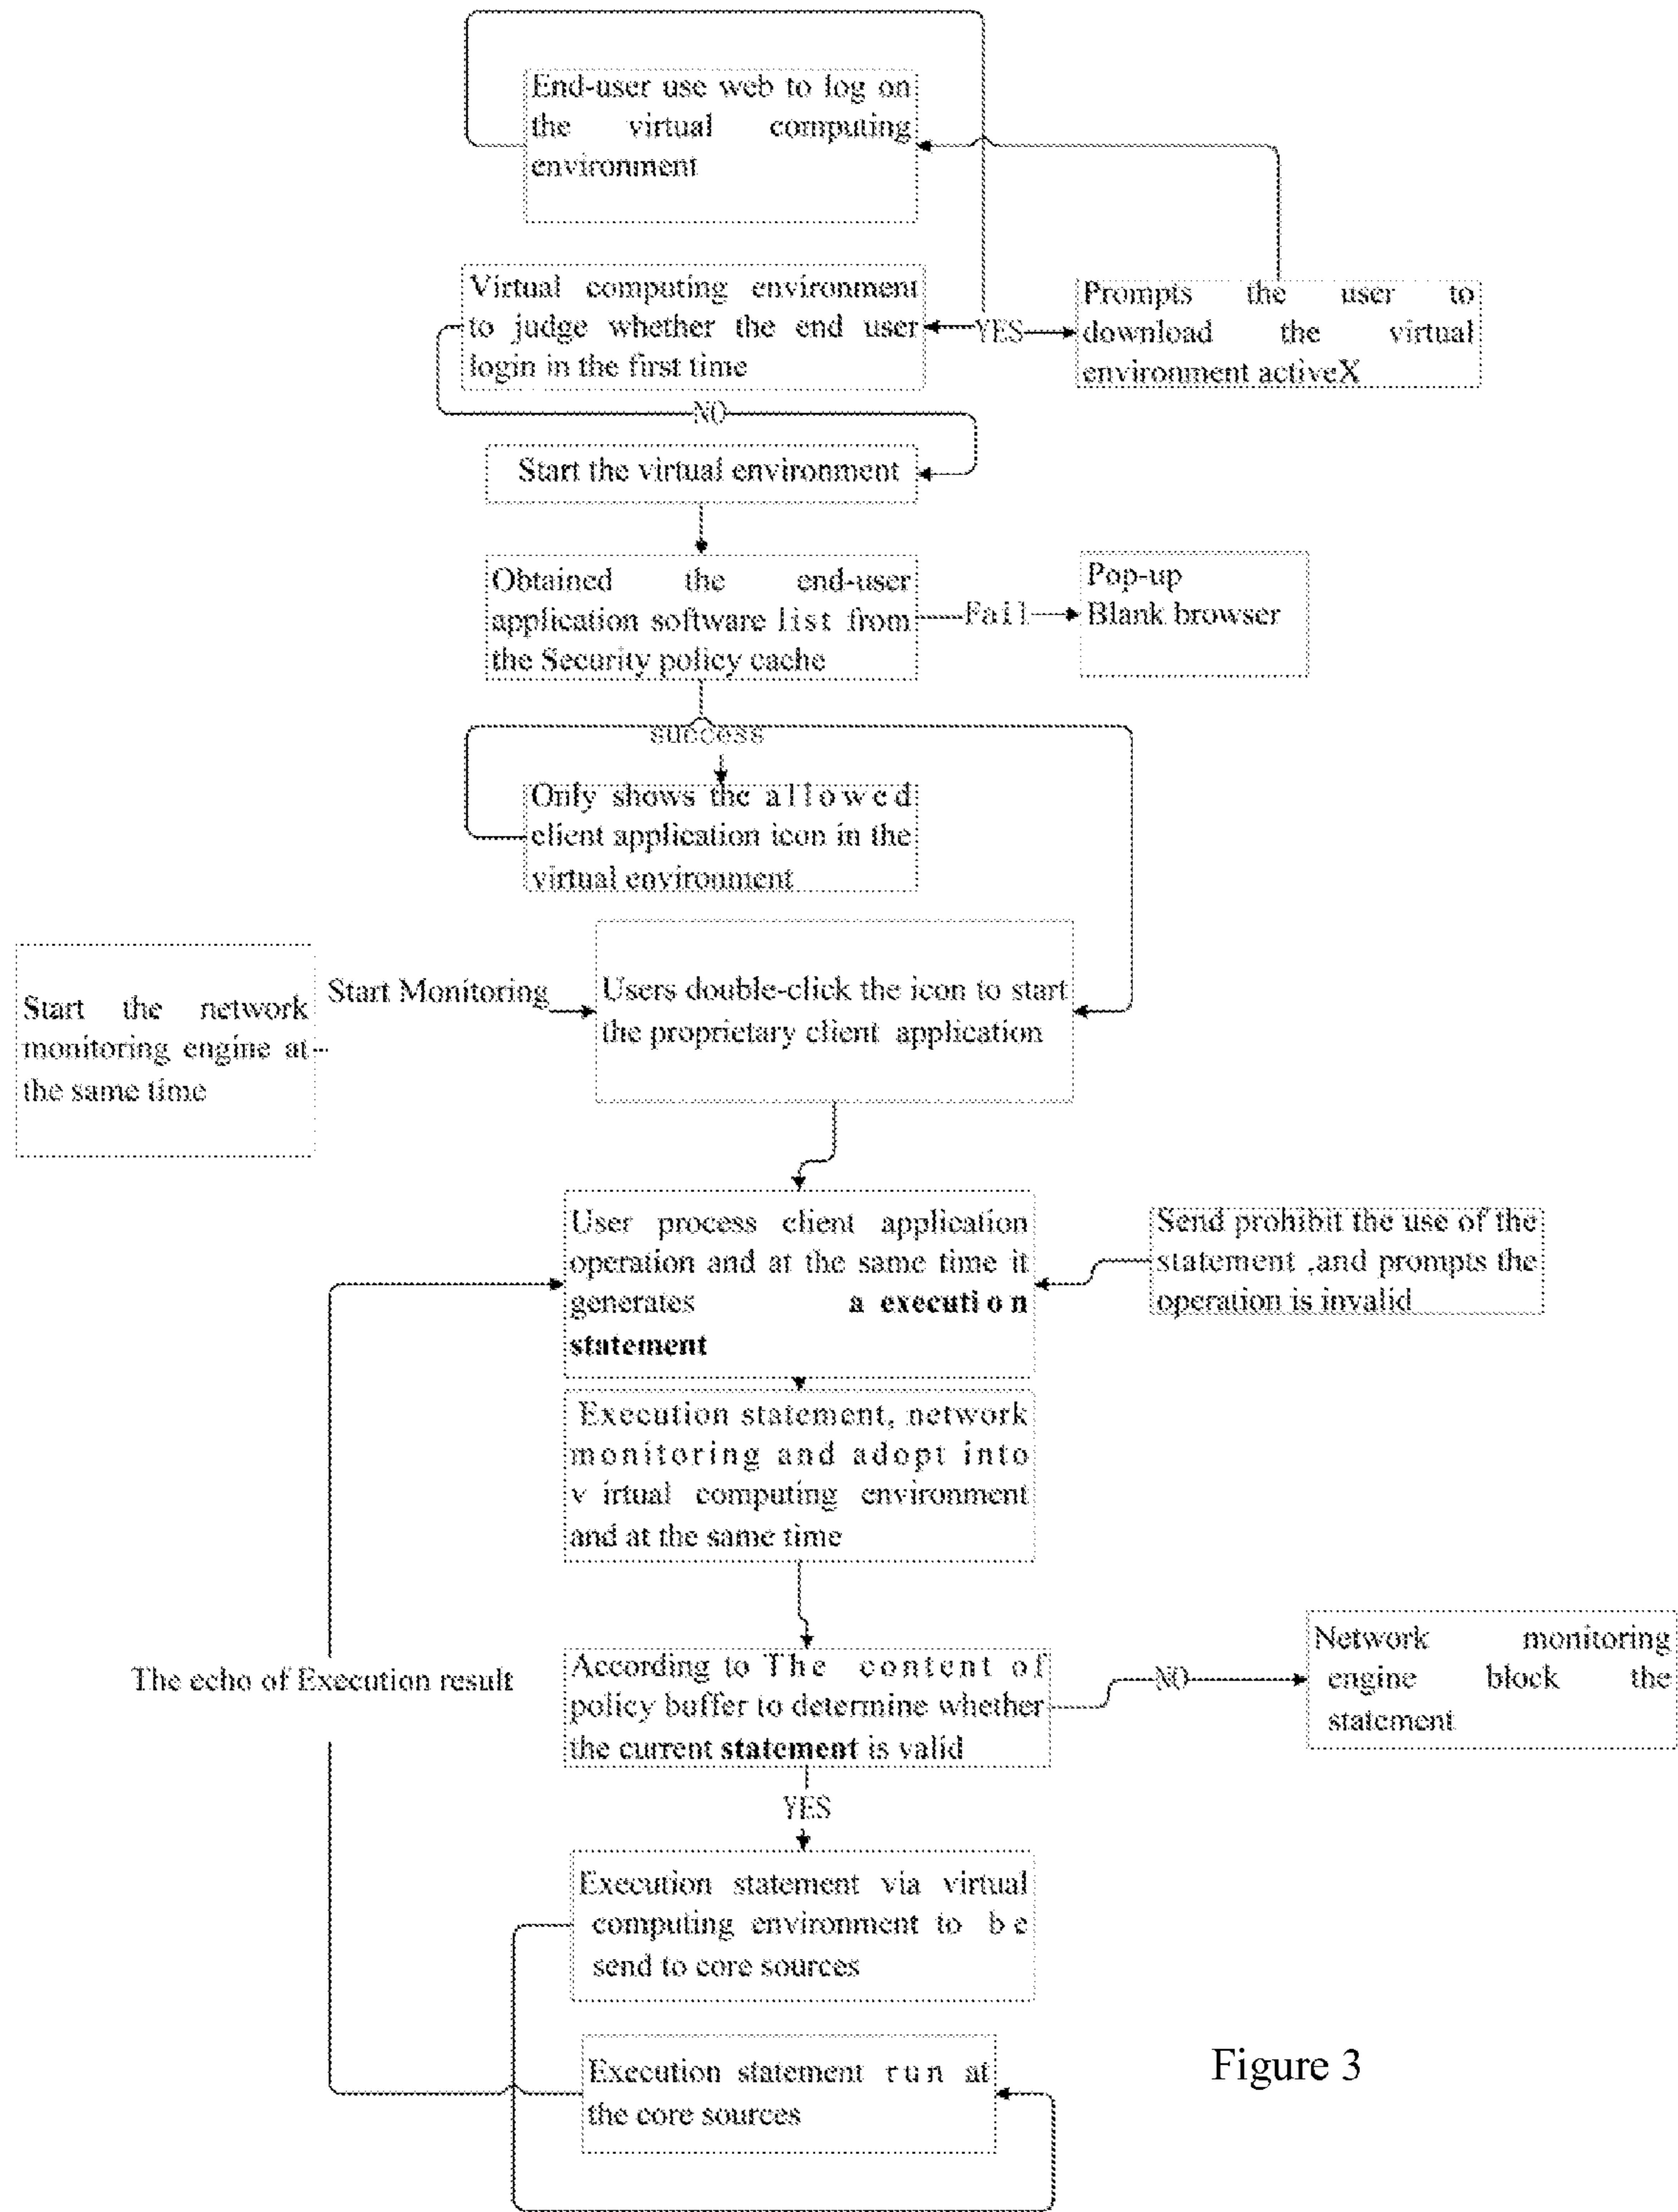 End-user use web to log on
the virtual computing
environment
Virtual computing environment
to judge whether the end user
login in the first time
YES
Prompts the user to
download the virtual
environment activeX
NO
Start the virtual environment
Obtained the end-user
application software list from
the Security policy cache
Fail
Pop-up
Blank browser
success
Only shows the allowed
client application icon in the
virtual environment
Start the network
monitoring engine at
the same time
Start Monitoring
Users double-click the icon to start
the proprietary client application
User process client application
operation and at the same time it
generates a execution
statement
Send prohibit the use of the
statement ,and prompts the
operation is invalid
Execution statement, network
monitoring and adopt into
v irtual computing environment
and at the same time
The echo of Execution result
According to The content of
policy buffer to determine whether
the current statement is valid
NO
Network monitoring
engine block the
statement
YES
Execution statement via virtual
computing environment to be
send to core sources
Execution statement run at
the core sources
Figure 3